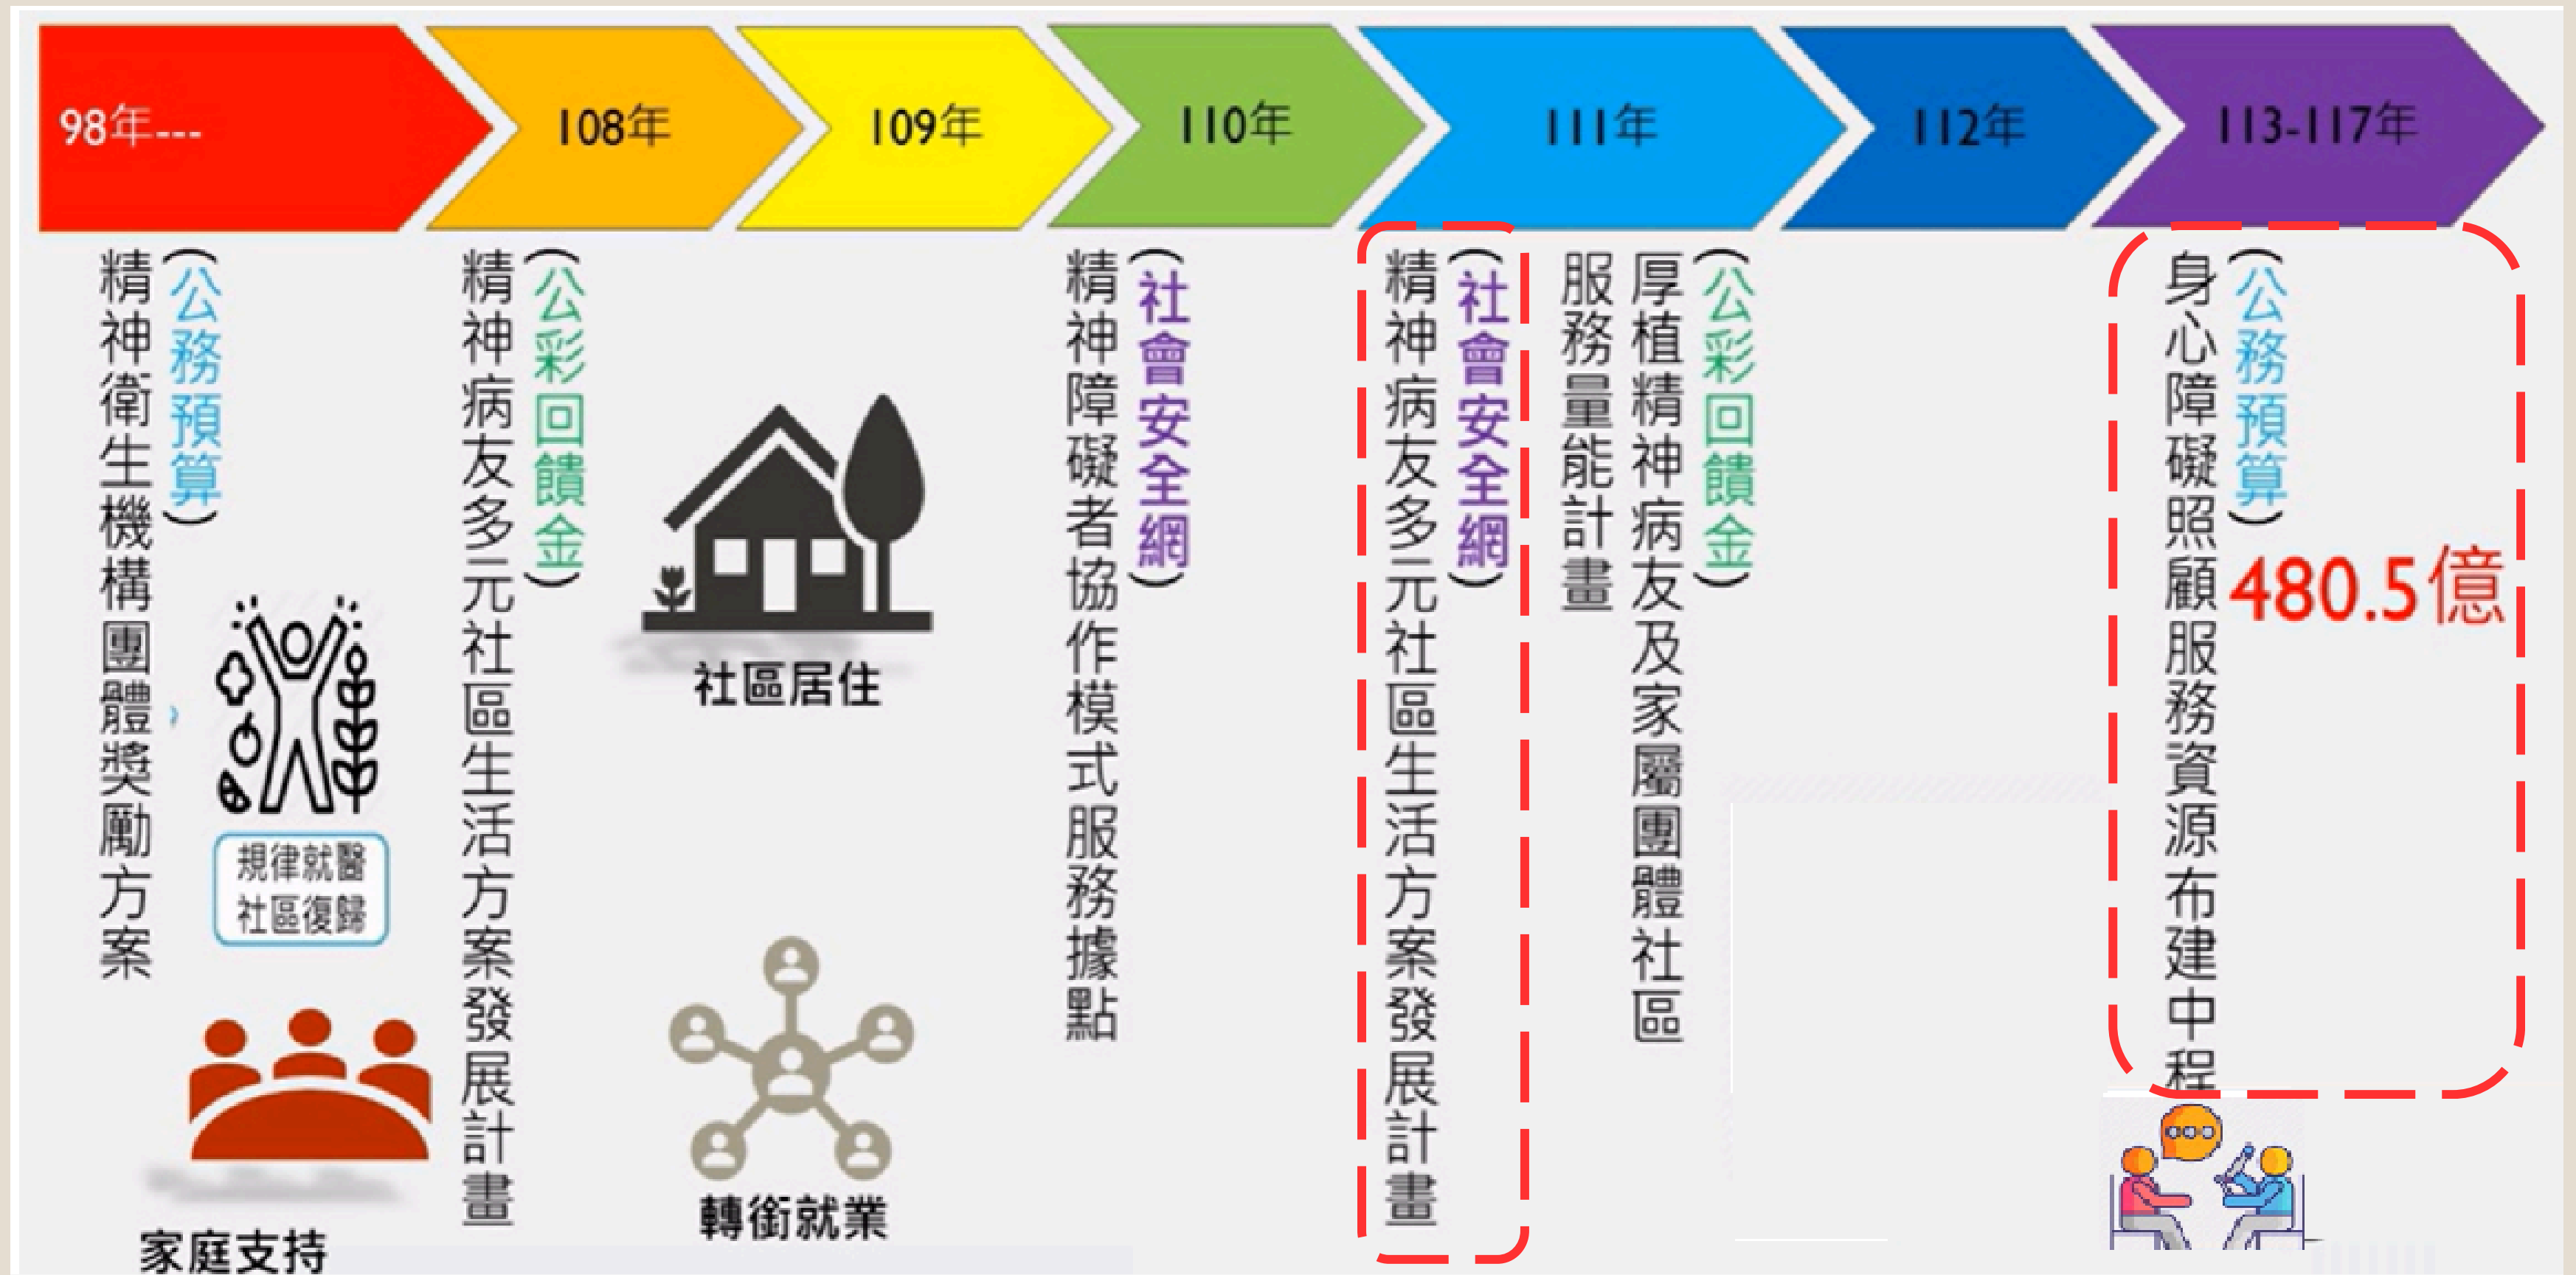 98年---
108年
109年
110年
111年
112年
113-117年
精神衛生機構團體獎勵方案
(公務預算)
規律就醫
社區復歸
家庭支持
精神病友多元社區生活方案發展計畫
(公彩回饋金)
社區居住
轉銜就業
精神障礙者協作模式服務據點
(社會安全網)
精神病友多元社區生活方案發展計畫
(社會安全網)
厚植精神病友及家屬團體社區
服務量能計畫
(公彩回饋金)
身心障礙照顧服務資源布建中程
(公務預算)
480.5億